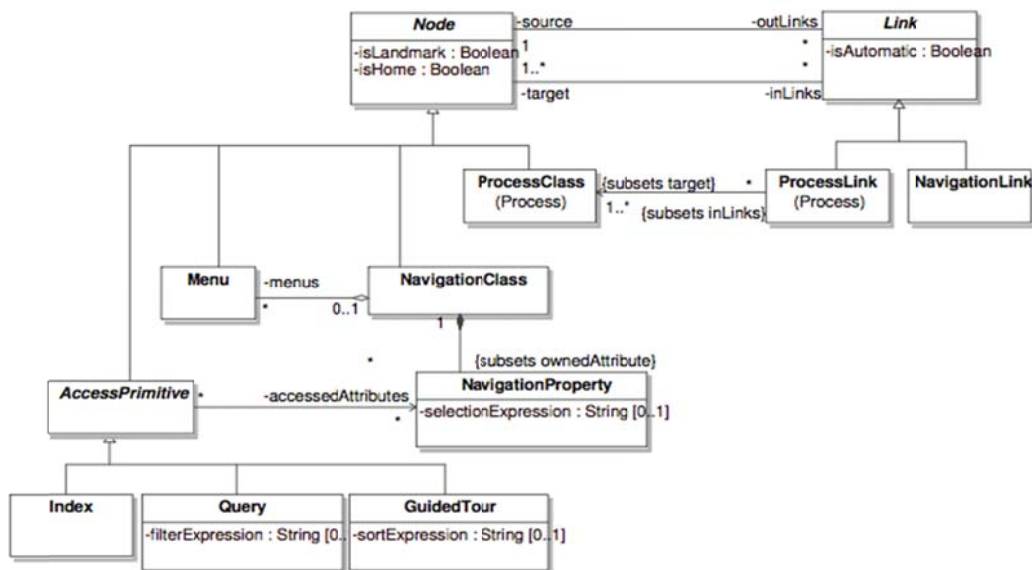 Node
-isLandmark : Boolean
-isHome : Boolean
-source
1
1..*
-target
-outLinks
*
*
-inLinks
Link
-isAutomatic : Boolean
ProcessClass
(Process)
{subsets target}
*
1..*
{subsets inLinks}
ProcessLink
(Process)
NavigationLink
Menu
-menus
*
0..1
NavigationClass
1
*
{subsets ownedAttribute}
AccessPrimitive
*
-accessedAttributes
*
NavigationProperty
-selectionExpression : String [0..1]
Index
Query
-filterExpression : String [0..
GuidedTour
-sortExpression : String [0..1]